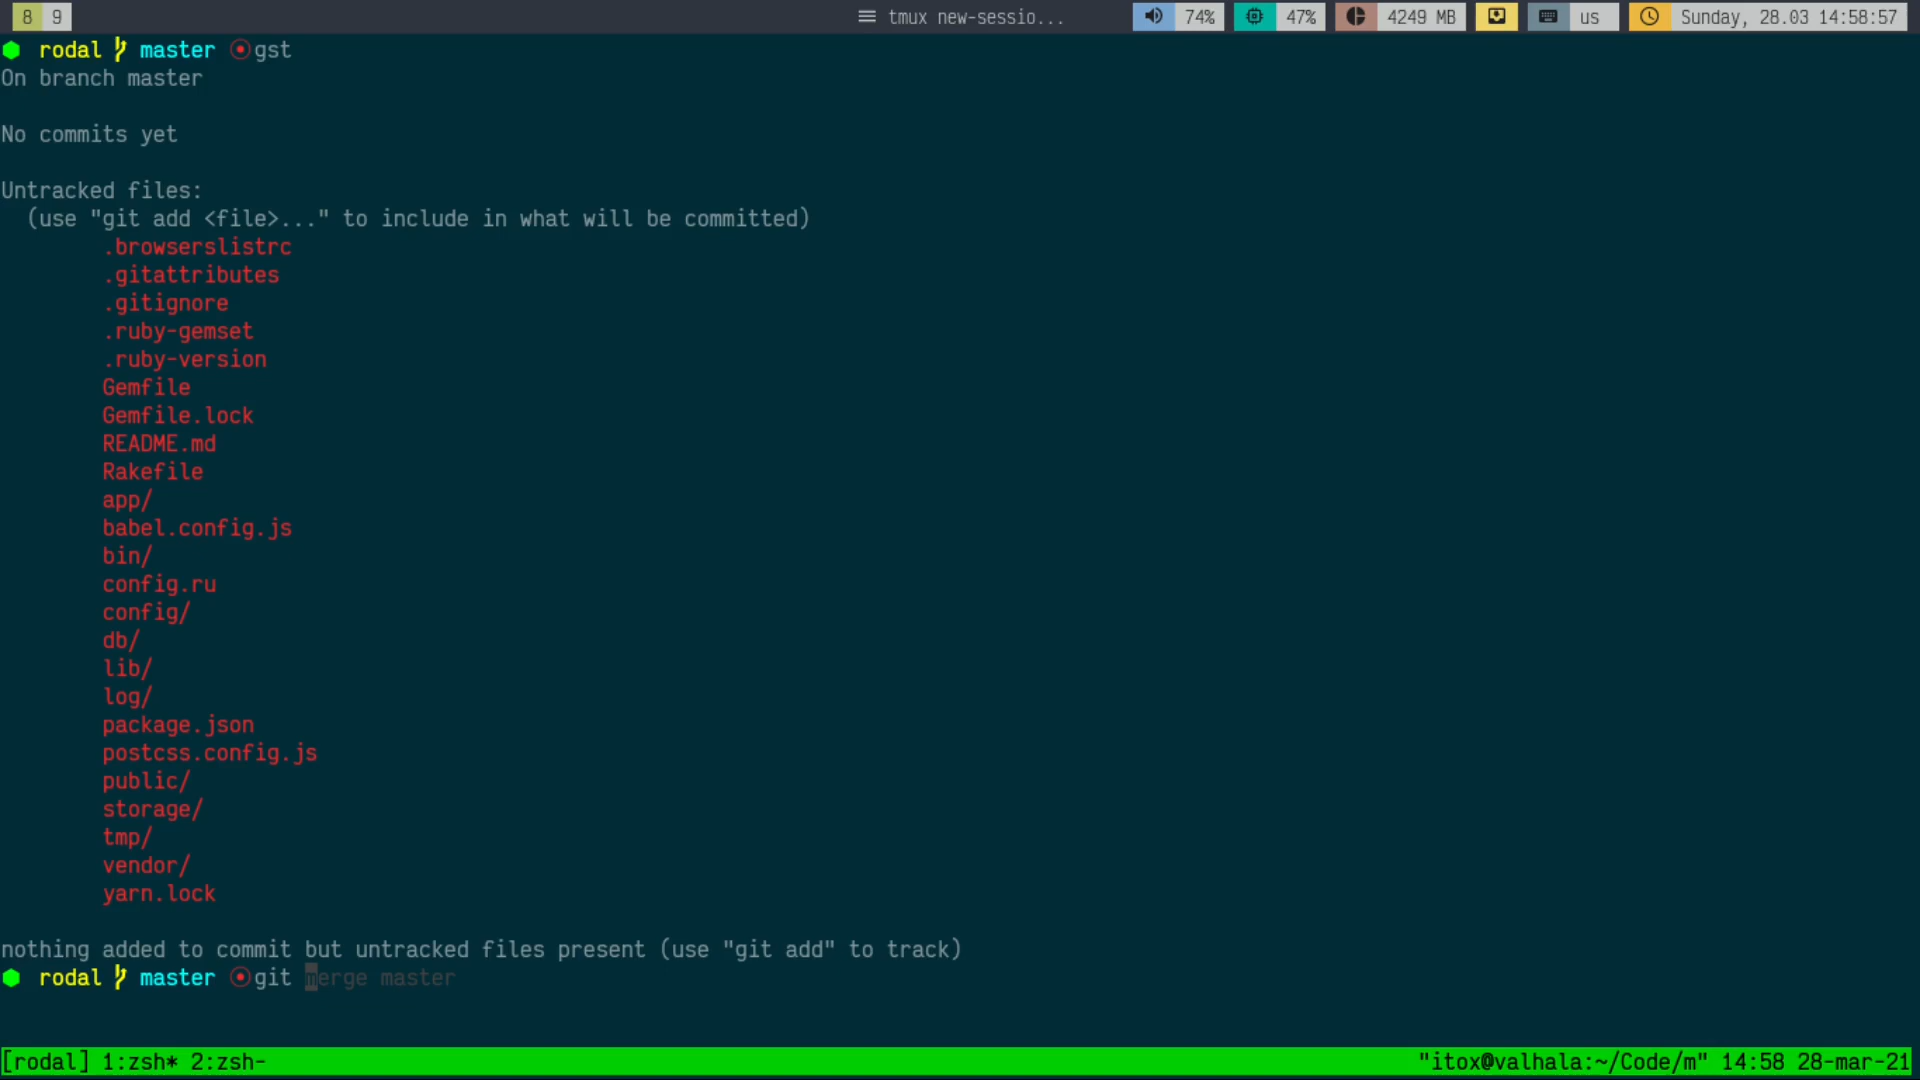 8 9 tmux new-sessio... 74% 47% 4249 MB us Sunday, 28.03 14:58:57
rodal master gst
On branch master
No commits yet
Untracked files:
(use "git add <file>..." to include in what will be committed)
.browserslistrc
.gitattributes
.gitignore
.ruby-gemset
.ruby-version
Gemfile
Gemfile.lock
README.md
Rakefile
app/
babel.config.js
bin/
config.ru
config/
db/
lib/
log/
package.json
postcss.config.js
public/
storage/
tmp/
vendor/
yarn.lock
nothing added to commit but untracked files present (use "git add" to track)
rodal master git merge master
[rodal] 1:zsh* 2:zsh- "itox@valhala:~/Code/m" 14:58 28-mar-21